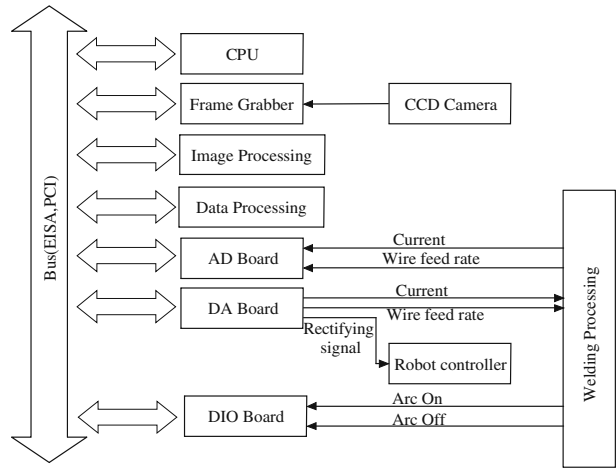 CPU
Frame Grabber
CCD Camera
Image Processing
Data Processing
Bus(EISA,PCI)
AD Board
Current
Wire feed rate
DA Board
Current
Wire feed rate
Rectifying
signal
Robot controller
Welding Processing
DIO Board
Arc On
Arc Off